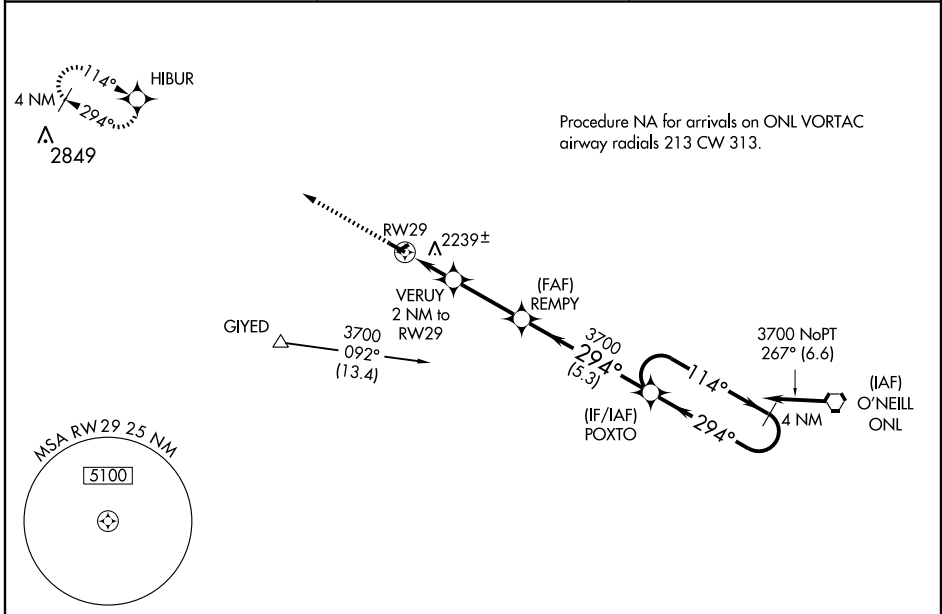 114°
HIBUR
4 NM
294°
2849
Procedure NA for arrivals on ONL VORTAC
airway radials 213 CW 313.
RW29
2239±
VERUY
2 NM to
RW29
(FAF)
REMPY
GIYED
3700
092°
(13.4)
3700
294°
(5.3)
3700 NoPT
267° (6.6)
114°
294°
4 NM
(IF/IAF)
POXTO
(IAF)
O'NEILL
ONL
MSA RW29 25 NM
5100